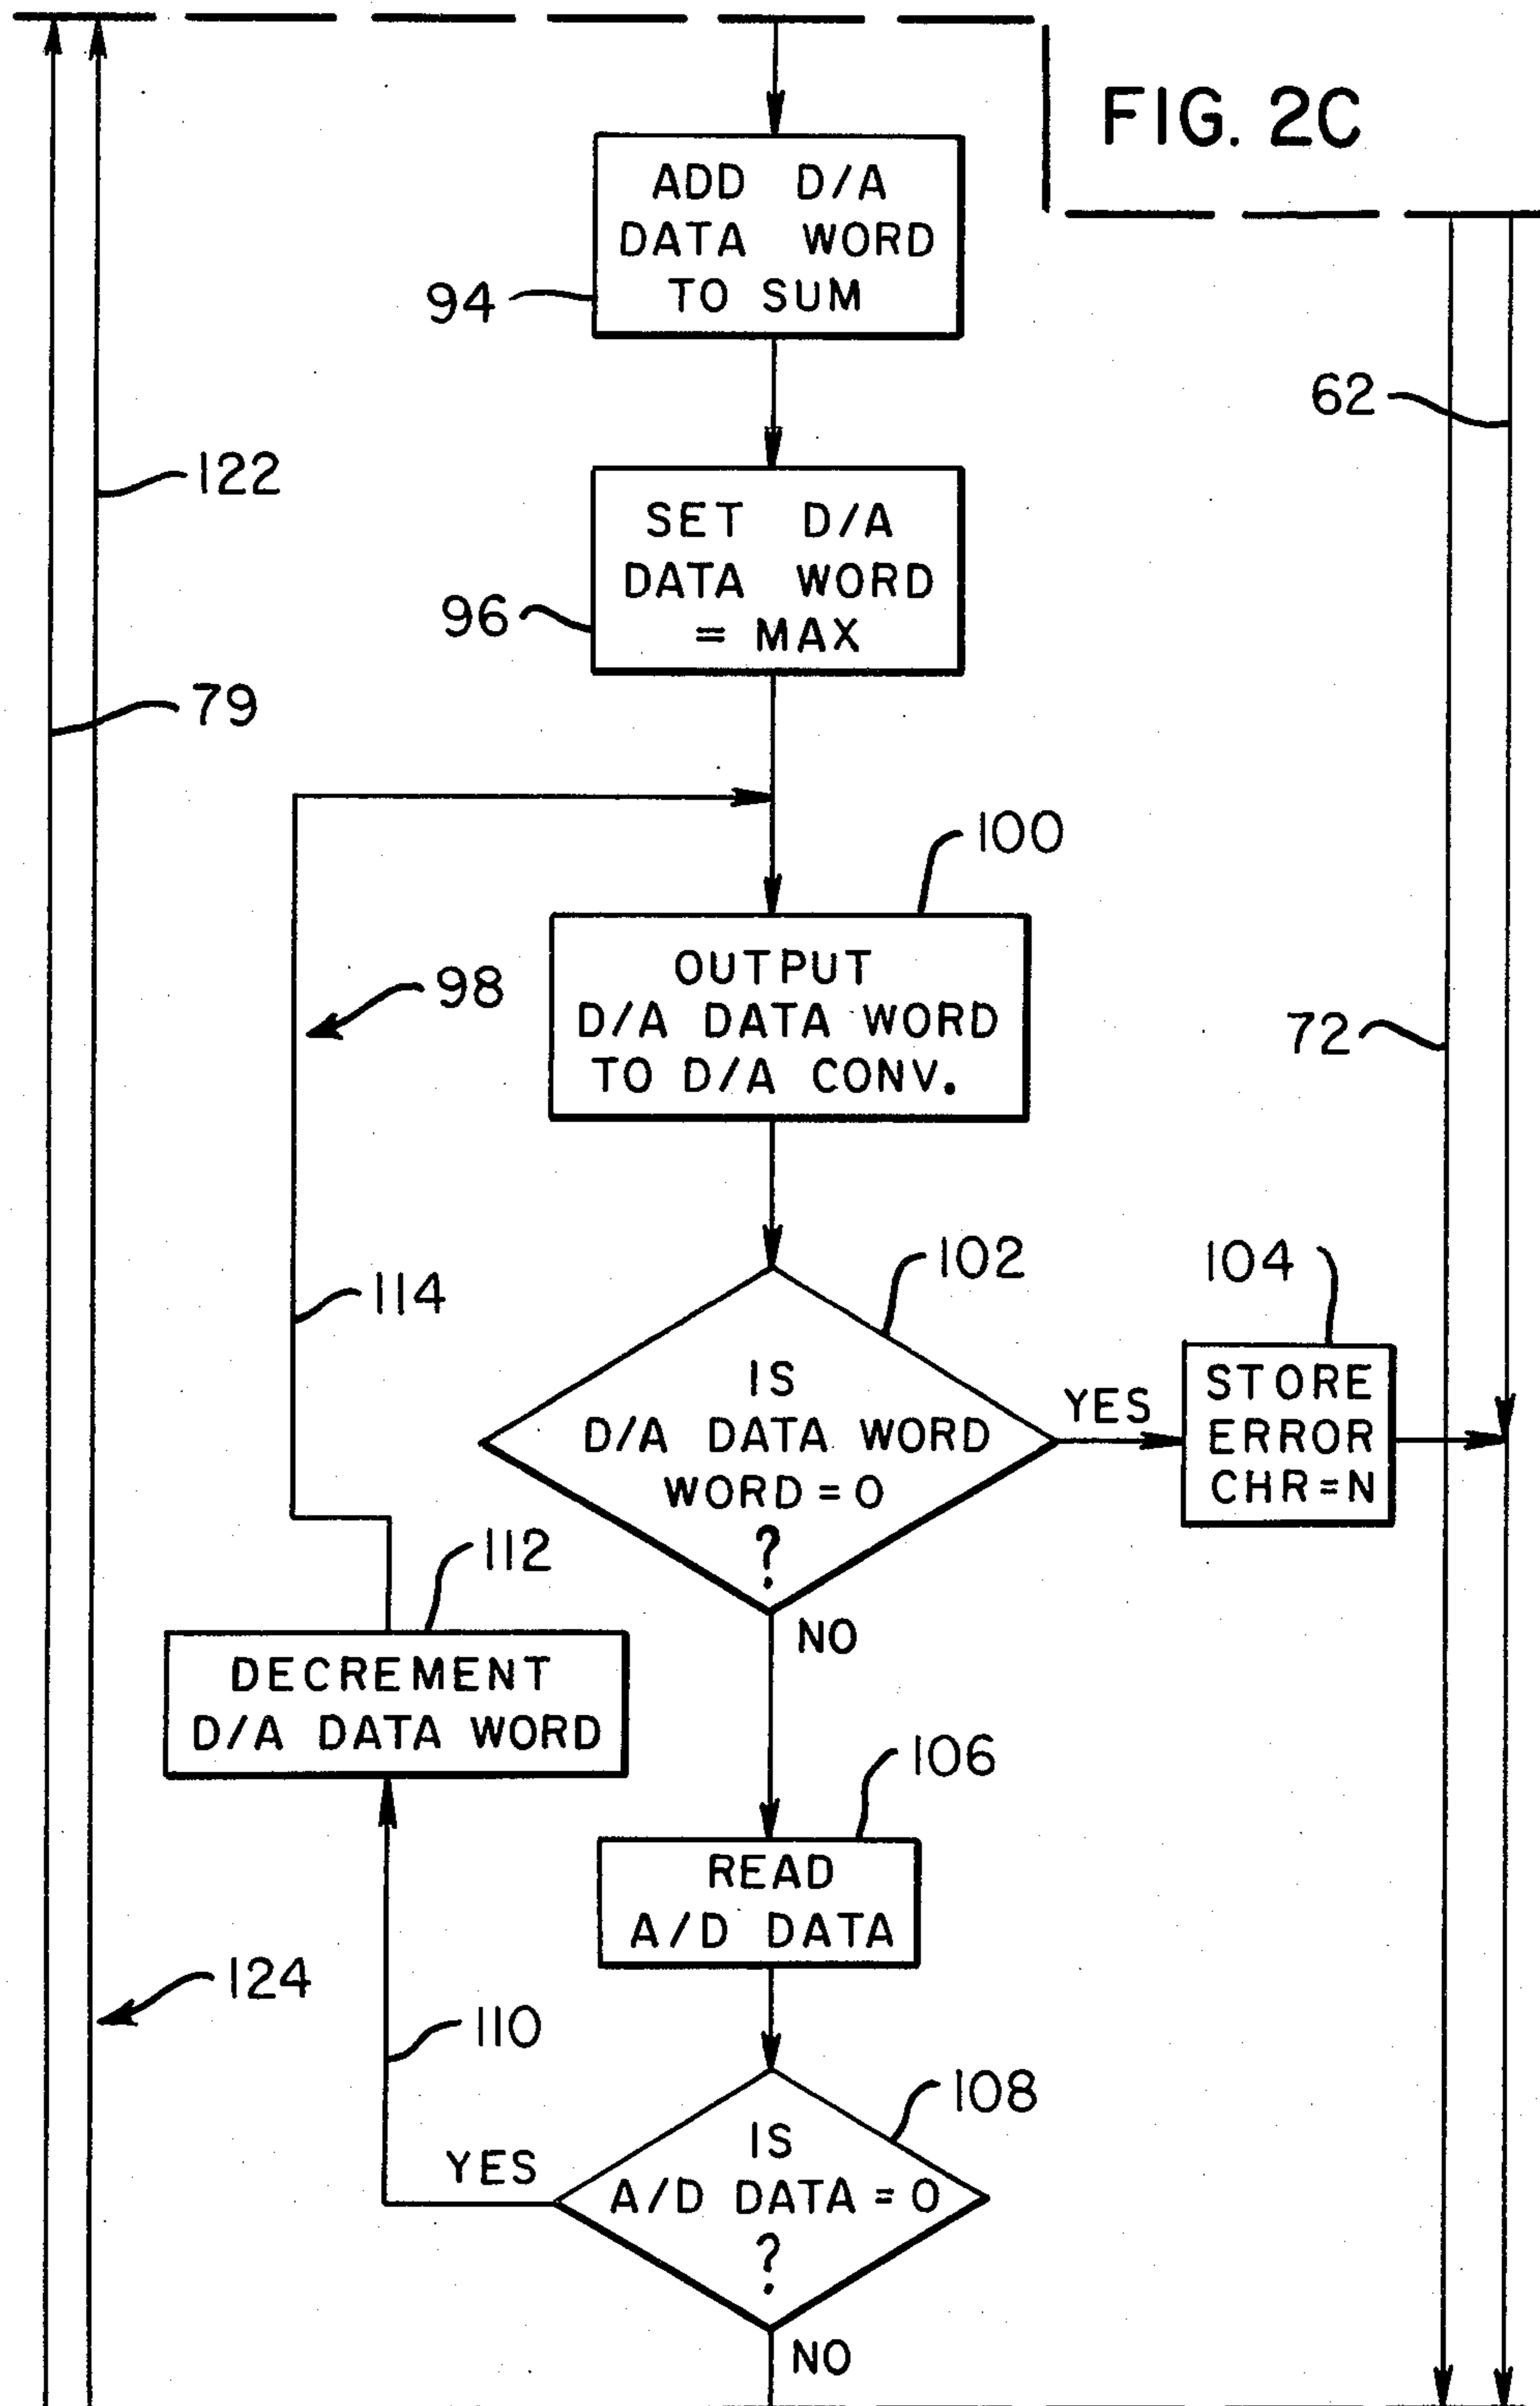 FIG. 2C
ADD D/A
DATA WORD
TO SUM
94
62
122
SET D/A
DATA WORD
= MAX
96
79
100
OUTPUT
D/A DATA WORD
TO D/A CONV.
98
72
102
104
114
IS
D/A DATA WORD
WORD = 0
?
YES
STORE
ERROR
CHR = N
NO
112
DECREMENT
D/A DATA WORD
106
READ
A/D DATA
124
110
108
IS
A/D DATA = 0
?
YES
NO